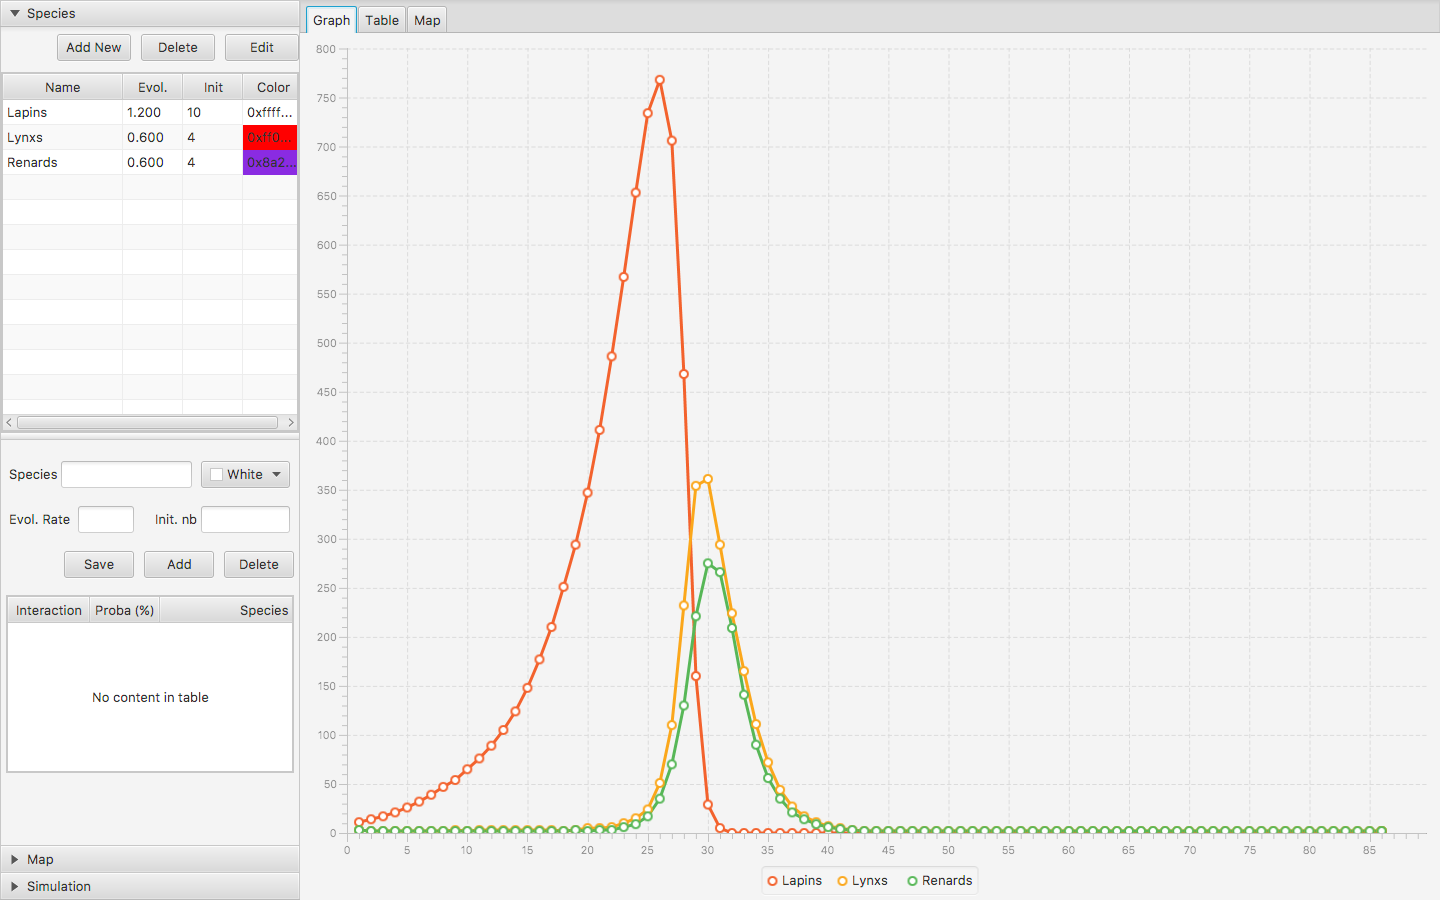 Species
Add New Delete Edit
Name Evol. Init Color
Lapins 1.200 10 0xffff...
Lynxs 0.600 4 0xff0...
Renards 0.600 4 0x8a2...
Species White
Evol. Rate Init. nb
Save Add Delete
Interaction Proba (%) Species
No content in table
Map
Simulation
Graph Table Map
800
750
700
650
600
550
500
450
400
350
300
250
200
150
100
50
0
0 5 10 15 20 25 30 35 40 45 50 55 60 65 70 75 80 85
Lapins Lynxs Renards